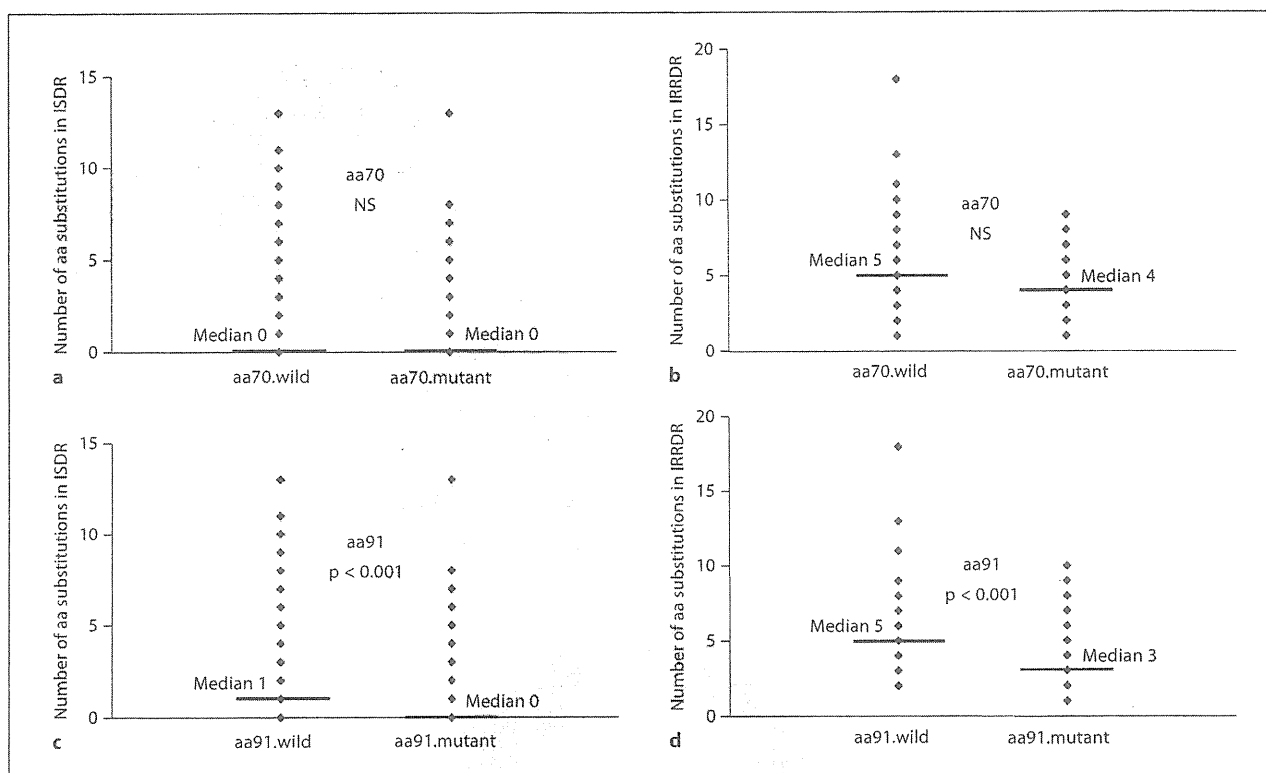 Number of aa substitutions in ISDR
15
10
5
0
aa70
NS
Median 0
Median 0
aa70.wild
aa70.mutant
a
Number of aa substitutions in IRRDR
20
15
10
5
0
aa70
NS
Median 5
Median 4
aa70.wild
aa70.mutant
b
Number of aa substitutions in ISDR
15
10
5
0
aa91
p < 0.001
Median 1
Median 0
aa91.wild
aa91.mutant
c
Number of aa substitutions in IRRDR
20
15
10
5
0
aa91
p < 0.001
Median 5
Median 3
aa91.wild
aa91.mutant
d